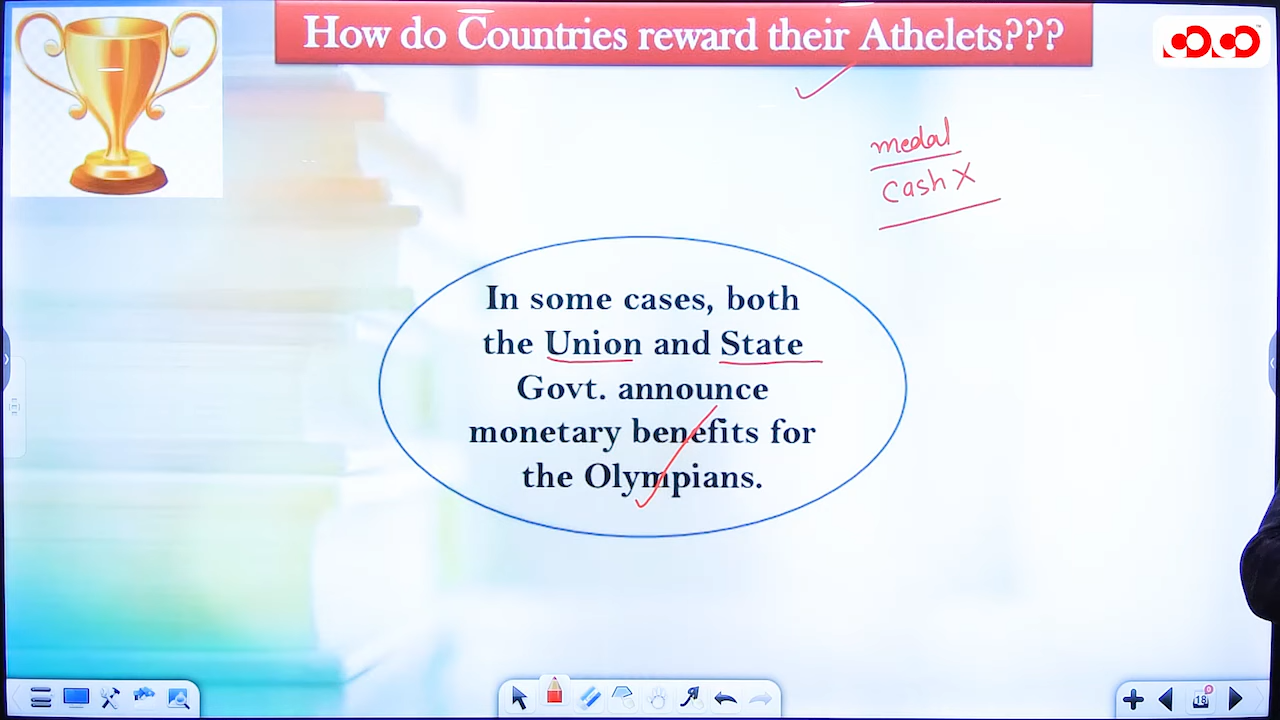 How do Countries reward their Athelets???
medal
cash X
In some cases, both
the Union and State
Govt. announce
monetary benefits for
the Olympians.
18